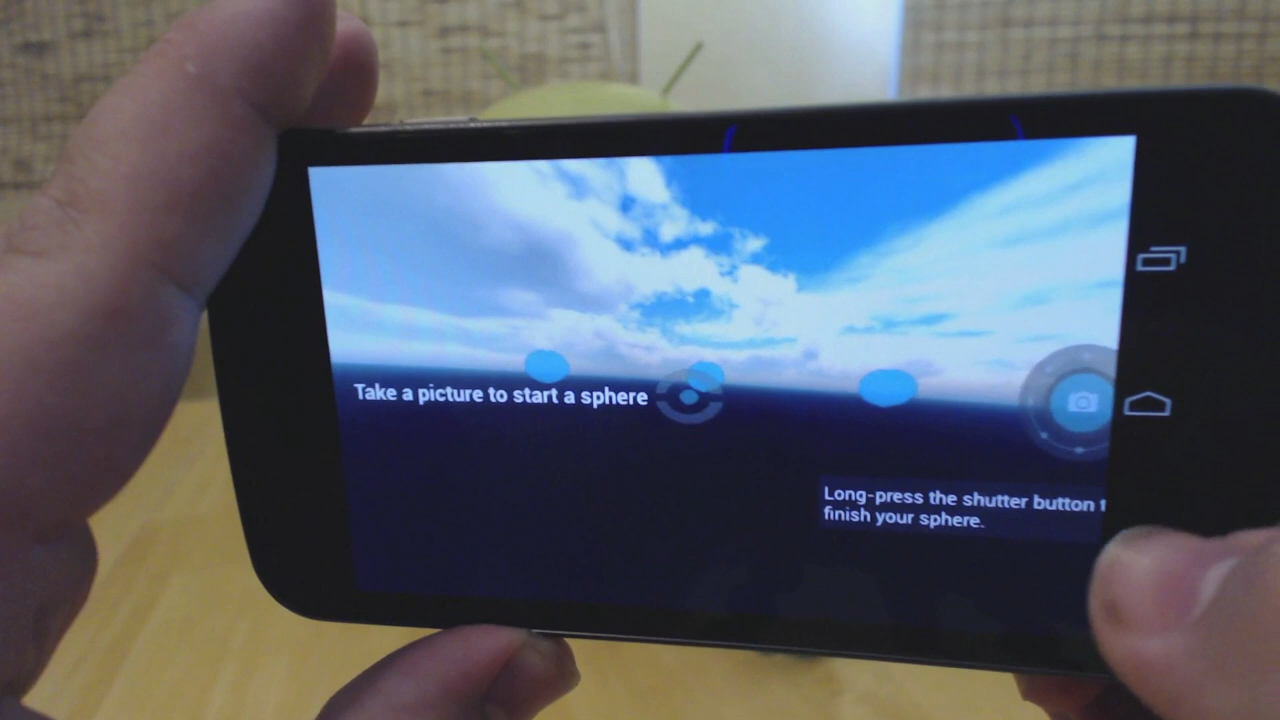 Take a picture to start a sphere
Long-press the shutter button
finish your sphere.